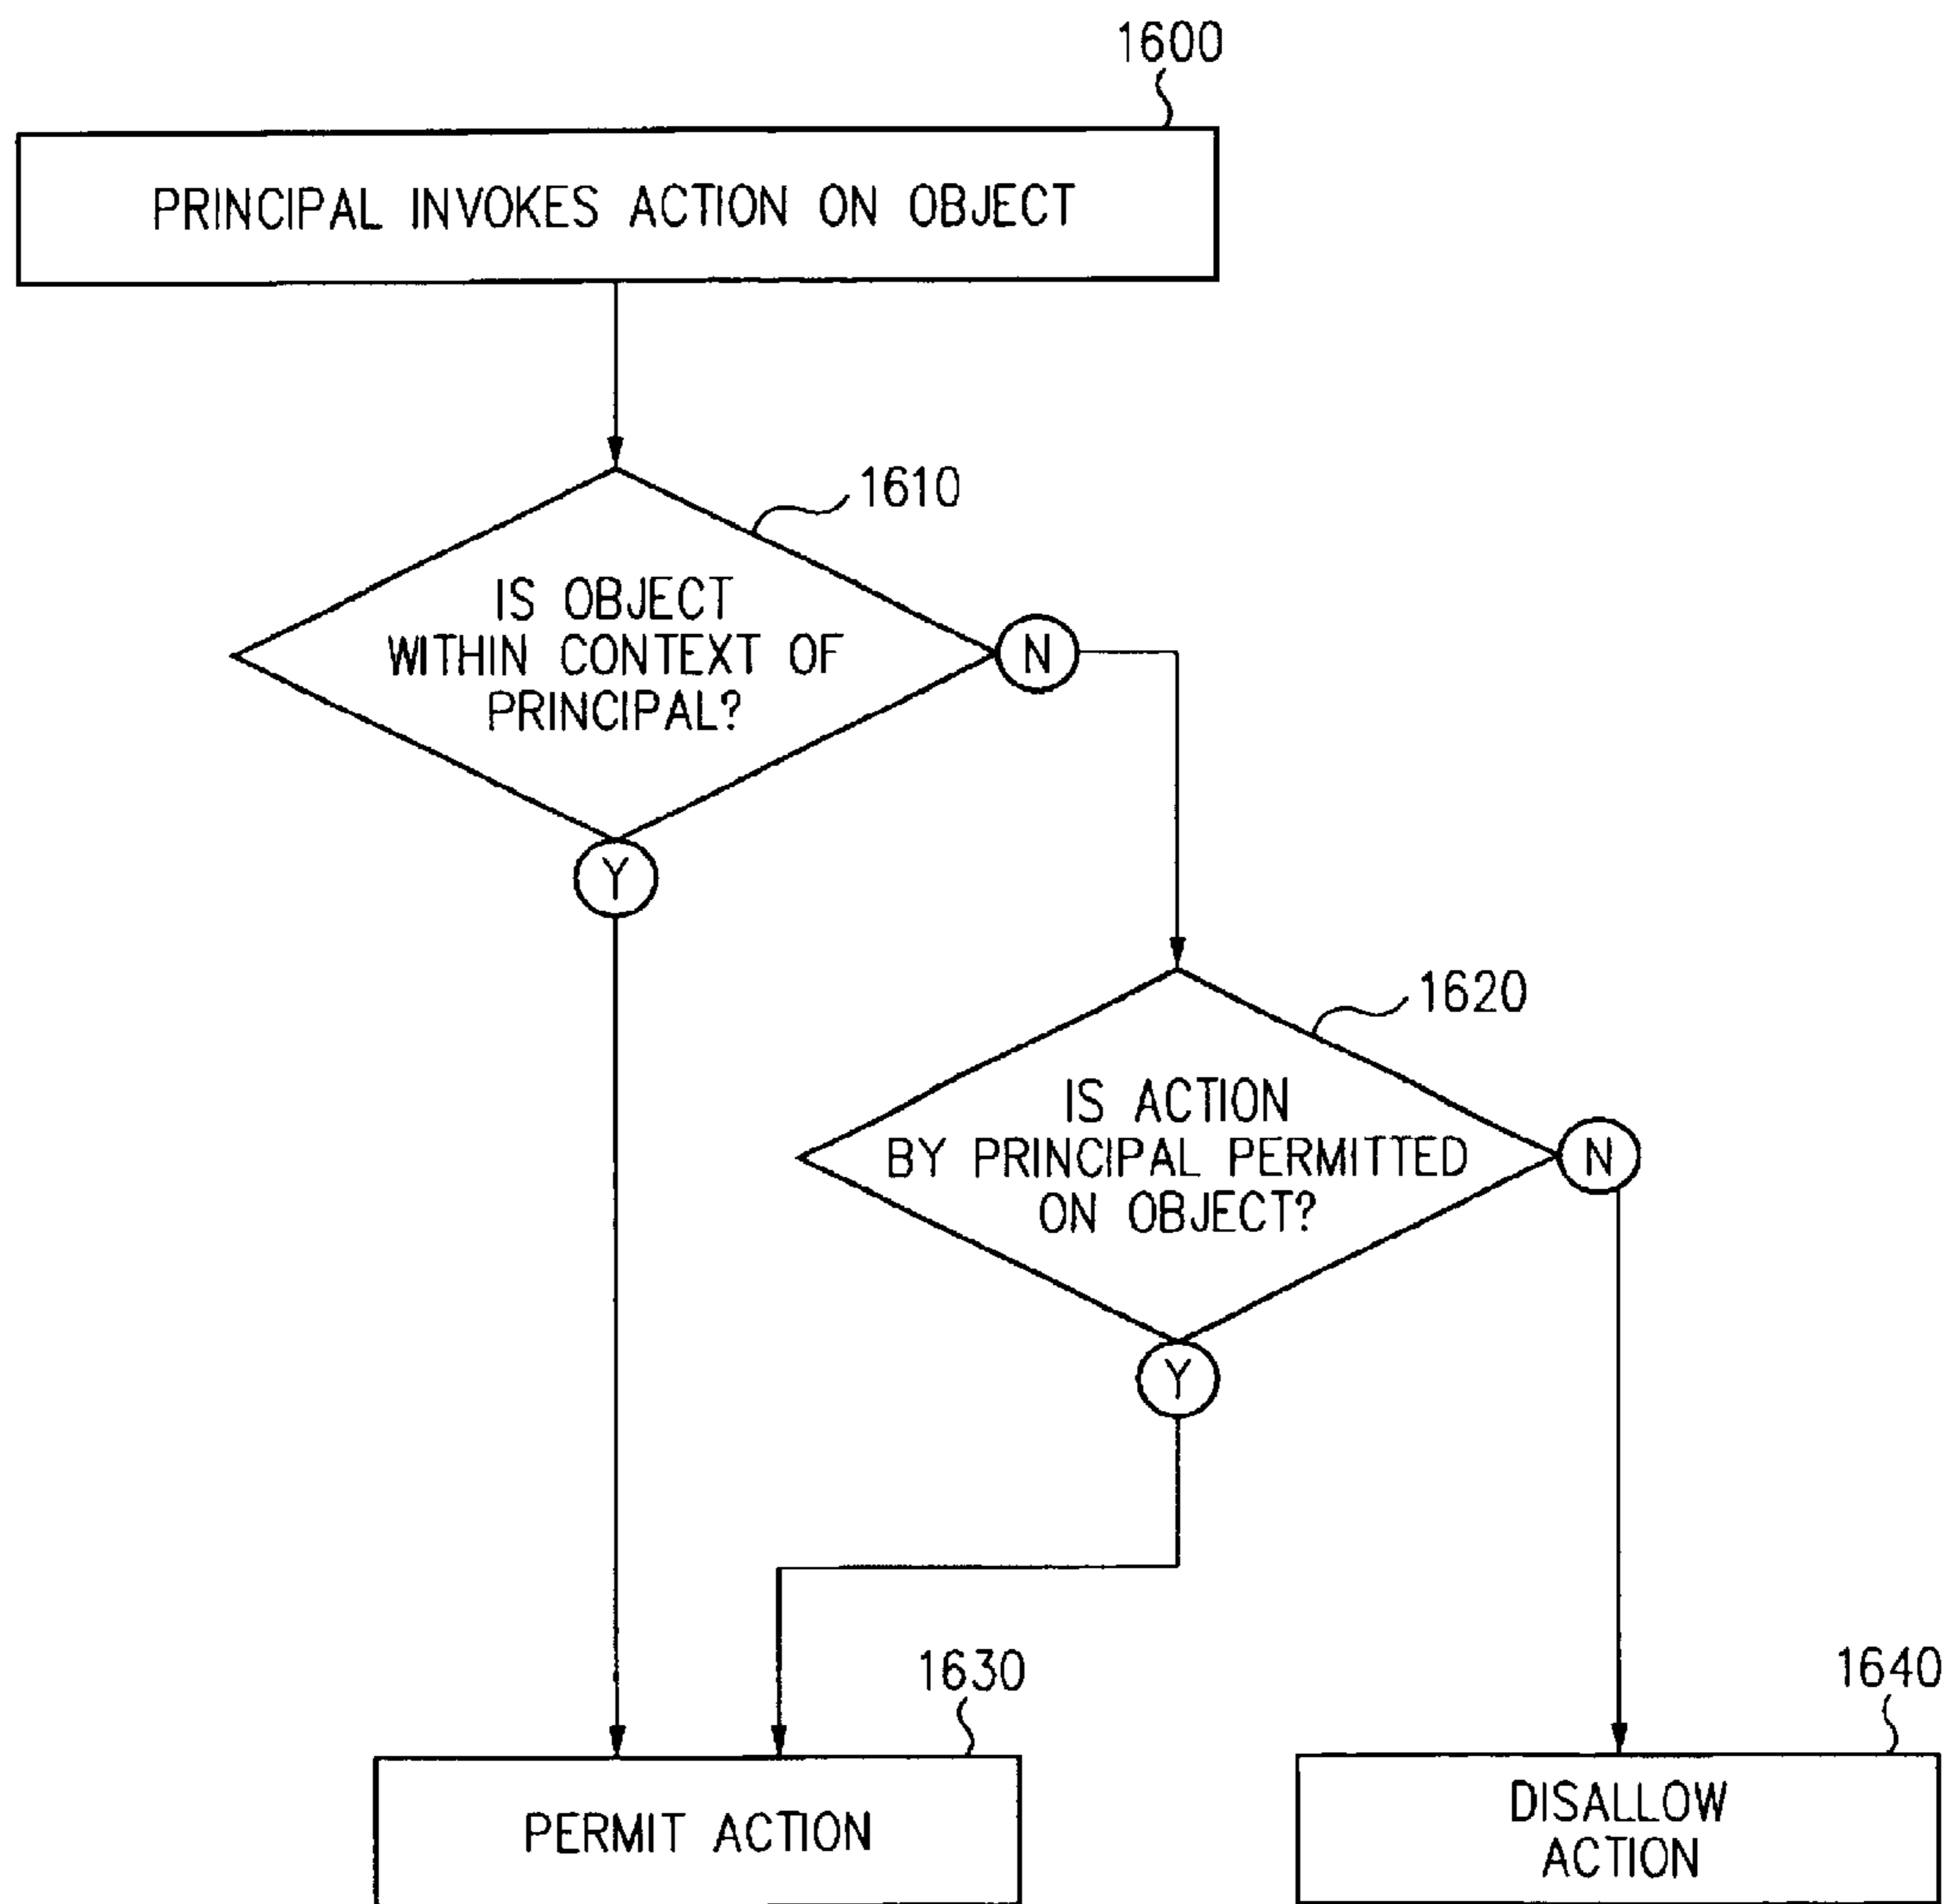 1600
PRINCIPAL INVOKES ACTION ON OBJECT
1610
IS OBJECT
WITHIN CONTEXT OF
PRINCIPAL?
N
Y
1620
IS ACTION
BY PRINCIPAL PERMITTED
ON OBJECT?
N
Y
1630
PERMIT ACTION
1640
DISALLOW
ACTION